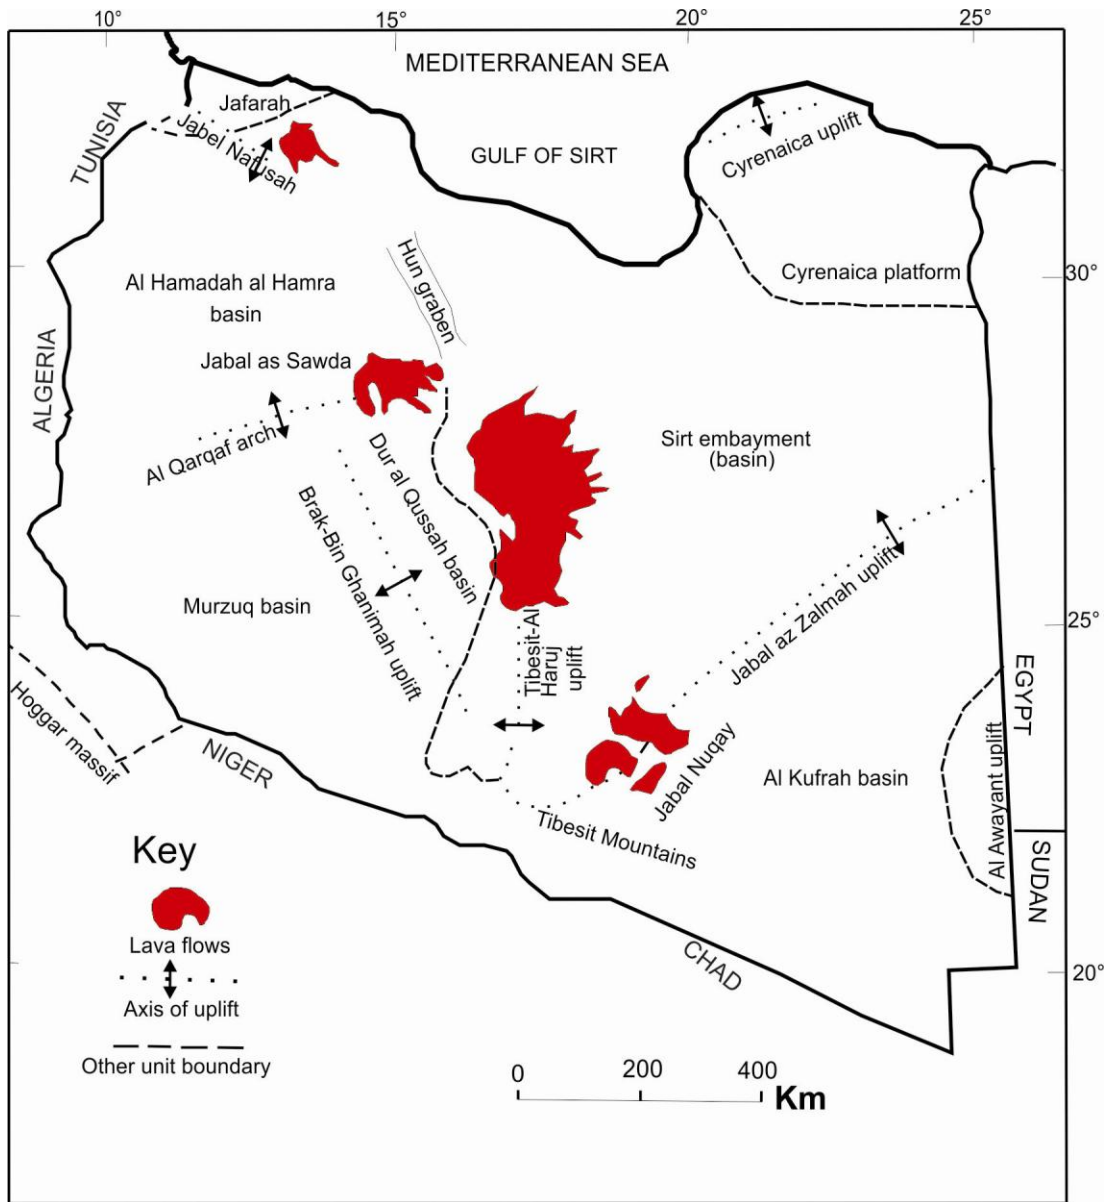 10°
15°
20°
25°
MEDITERRANEAN SEA
TUNISIA
Jafarah
Jabel Nafusah
GULF OF SIRT
Cyrenaica uplift
Cyrenaica platform
30°
Al Hamadah al Hamra
basin
Hun graben
Jabal as Sawda
ALGERIA
Al Qarqaf arch
Dur al Qussah basin
Brak-Bin Ghanimah uplift
Sirt embayment
(basin)
Murzuq basin
Tibesit-Al
Haruj
uplift
Jabal az Zalmah uplift
25°
EGYPT
Hoggar massif
NIGER
Jabal Nuqay
Al Kufrah basin
Al Awayant uplift
Tibesit Mountains
SUDAN
CHAD
20°
Key
Lava flows
Axis of uplift
Other unit boundary
0
200
400
Km